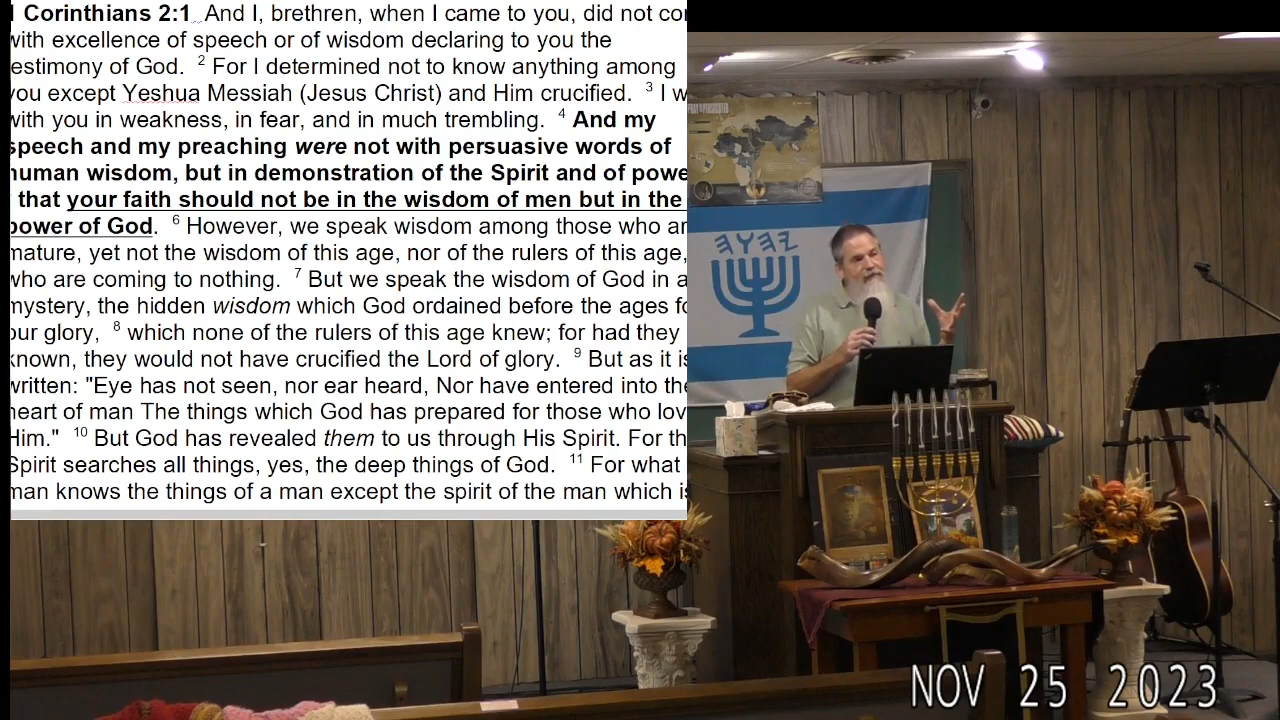 1 Corinthians 2:1 And I, brethren, when I came to you, did not
with excellence of speech or of wisdom declaring to you the
testimony of God. 2 For I determined not to know anything among
you except Yeshua Messiah (Jesus Christ) and Him crucified. 3 I
with you in weakness, in fear, and in much trembling. 4 And my
speech and my preaching were not with persuasive words of
human wisdom, but in demonstration of the Spirit and of
that your faith should not be in the wisdom of men but in the
power of God. 6 However, we speak wisdom among those who
mature, yet not the wisdom of this age, nor of the rulers of this age,
who are coming to nothing. 7 But we speak the wisdom of God in a
mystery, the hidden wisdom which God ordained before the ages
our glory, 8 which none of the rulers of this age knew; for had they
known, they would not have crucified the Lord of glory. 9 But as it is
written: "Eye has not seen, nor ear heard, Nor have entered into the
heart of man The things which God has prepared for those who
Him." 10 But God has revealed them to us through His Spirit. For
Spirit searches all things, yes, the deep things of God. 11 For what
man knows the things of a man except the spirit of the man which is
NOV 25 2023